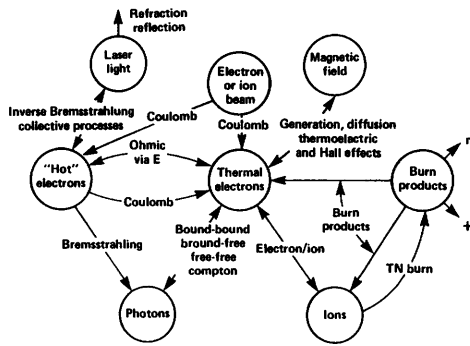 Refraction
reflection
Laser
light
Electron
or ion
beam
Magnetic
field
Inverse Bremsstrahlung
collective processes
Coulomb
Coulomb
Generation, diffusion
thermoelectric
and Hall effects
Ohmic
via E
"Hot"
electrons
Thermal
electrons
Burn
products
n
+
Coulomb
Burn
products
Bremsstrahling
Bound-bound
bround-free
free-free
compton
Electron/ion
TN burn
Photons
Ions